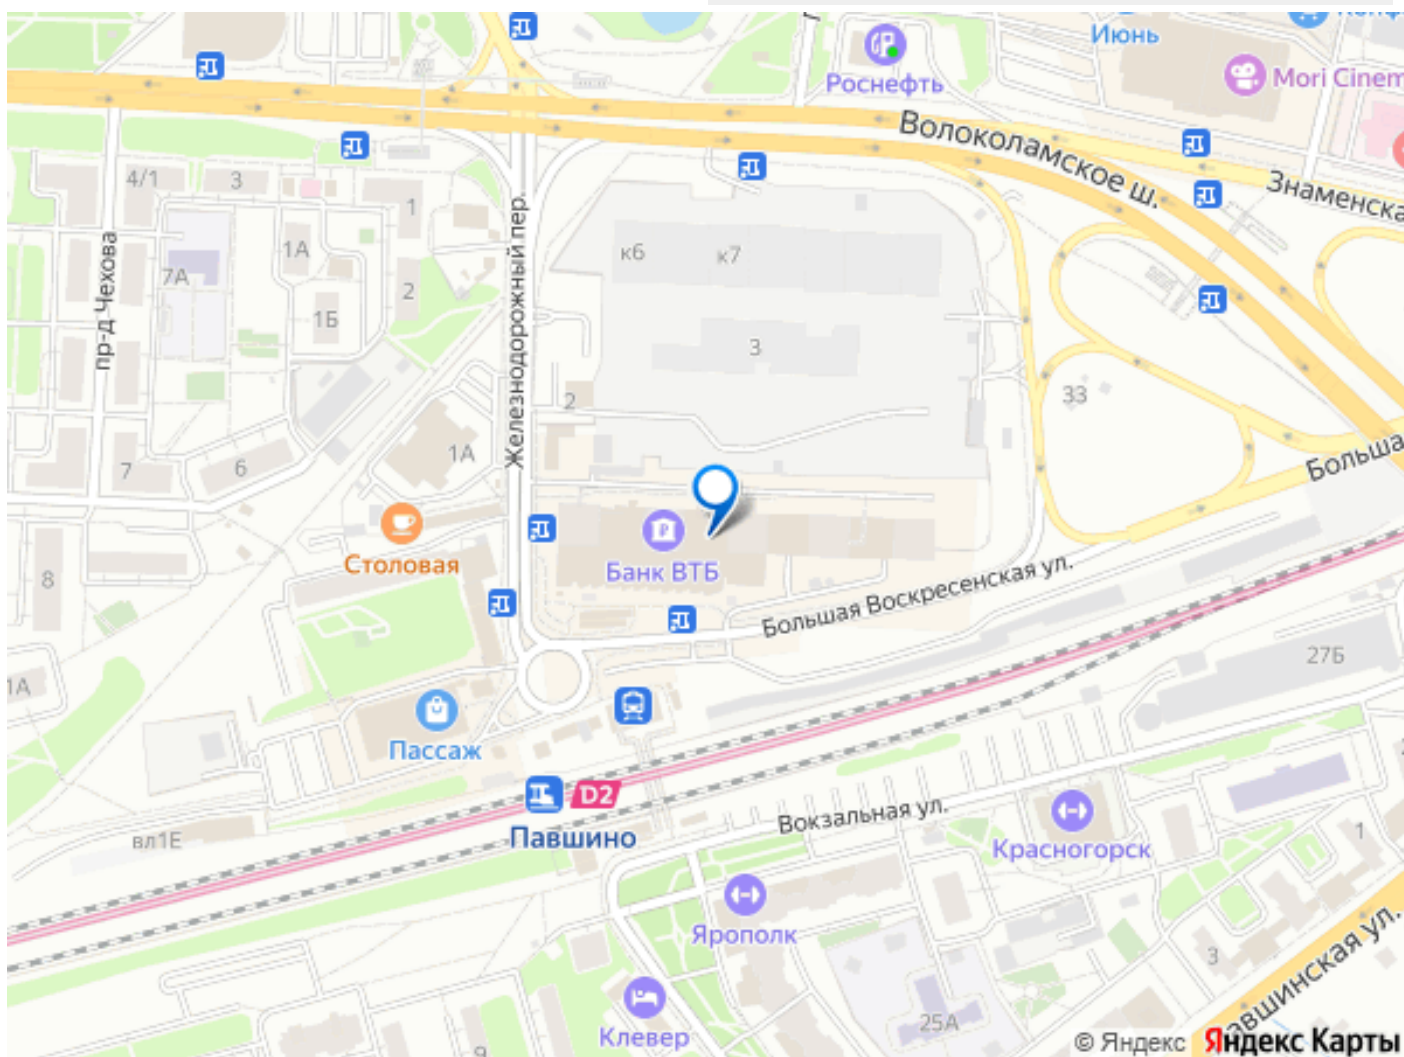 Июнь
Роснефть
Mori Cinem
Волоколамское ш.
Знаменска
4/1
3
1
1А
7А
2
1Б
пр-д Чехова
Железнодорожный пер.
к6
к7
3
2
33
Больша
1А
7
6
Столовая
Банк ВТБ
8
Большая Воскресенская ул.
1А
27Б
Пассаж
D2
Павшино
вл1Е
Вокзальная ул.
Красногорск
1
Ярополк
3
авшинская ул.
Клевер
25А
9
© Яндекс Яндекс Карты